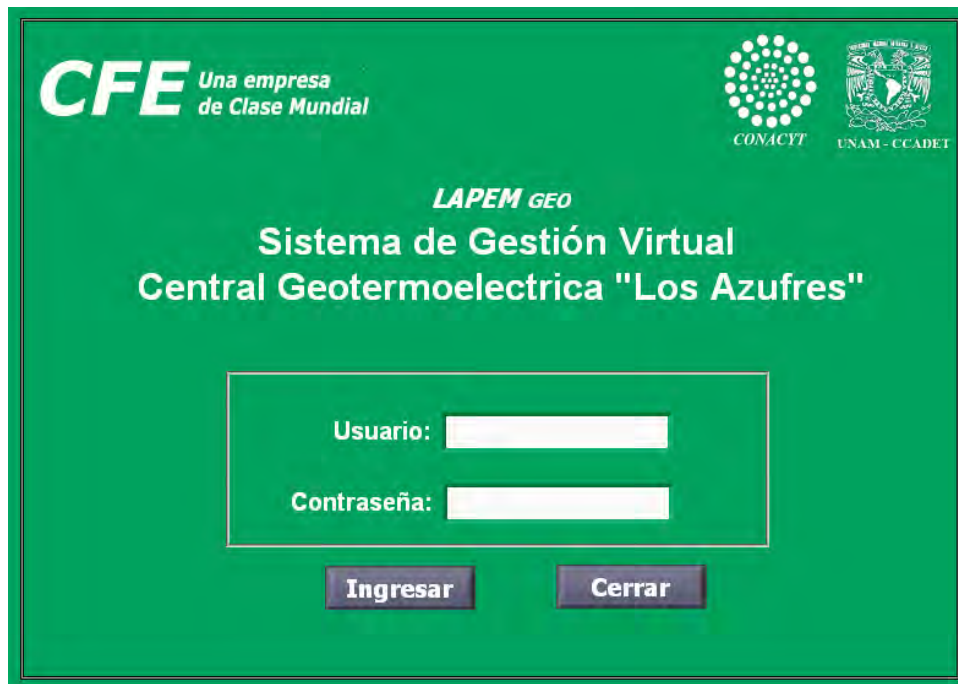 CFE Una empresa
de Clase Mundial
CONACYT
UNAM - CCADET
LAPEM GEO
Sistema de Gestión Virtual
Central Geotermoelectrica "Los Azufres"
Usuario:
Contraseña:
Ingresar
Cerrar